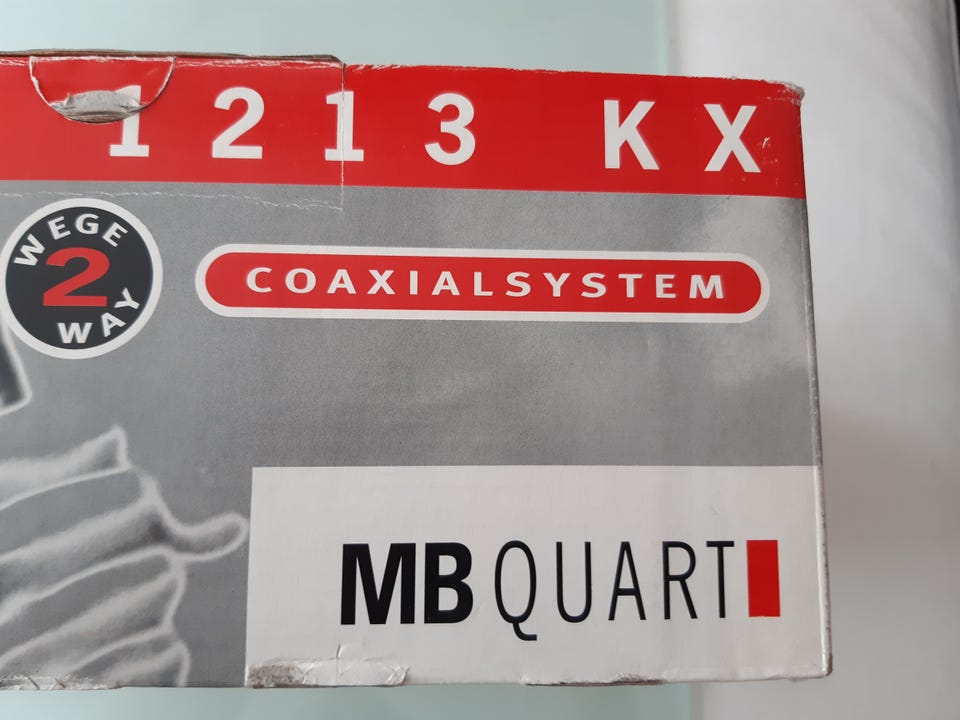 1213 KX
WEGE
2
WAY
COAXIALSYSTEM
MB QUART